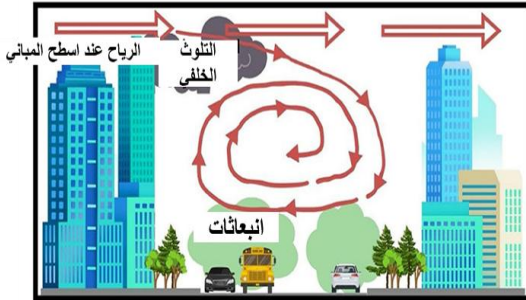 الرياح عند اسطح المباني
التلوث
الخلفي
انبعاثات